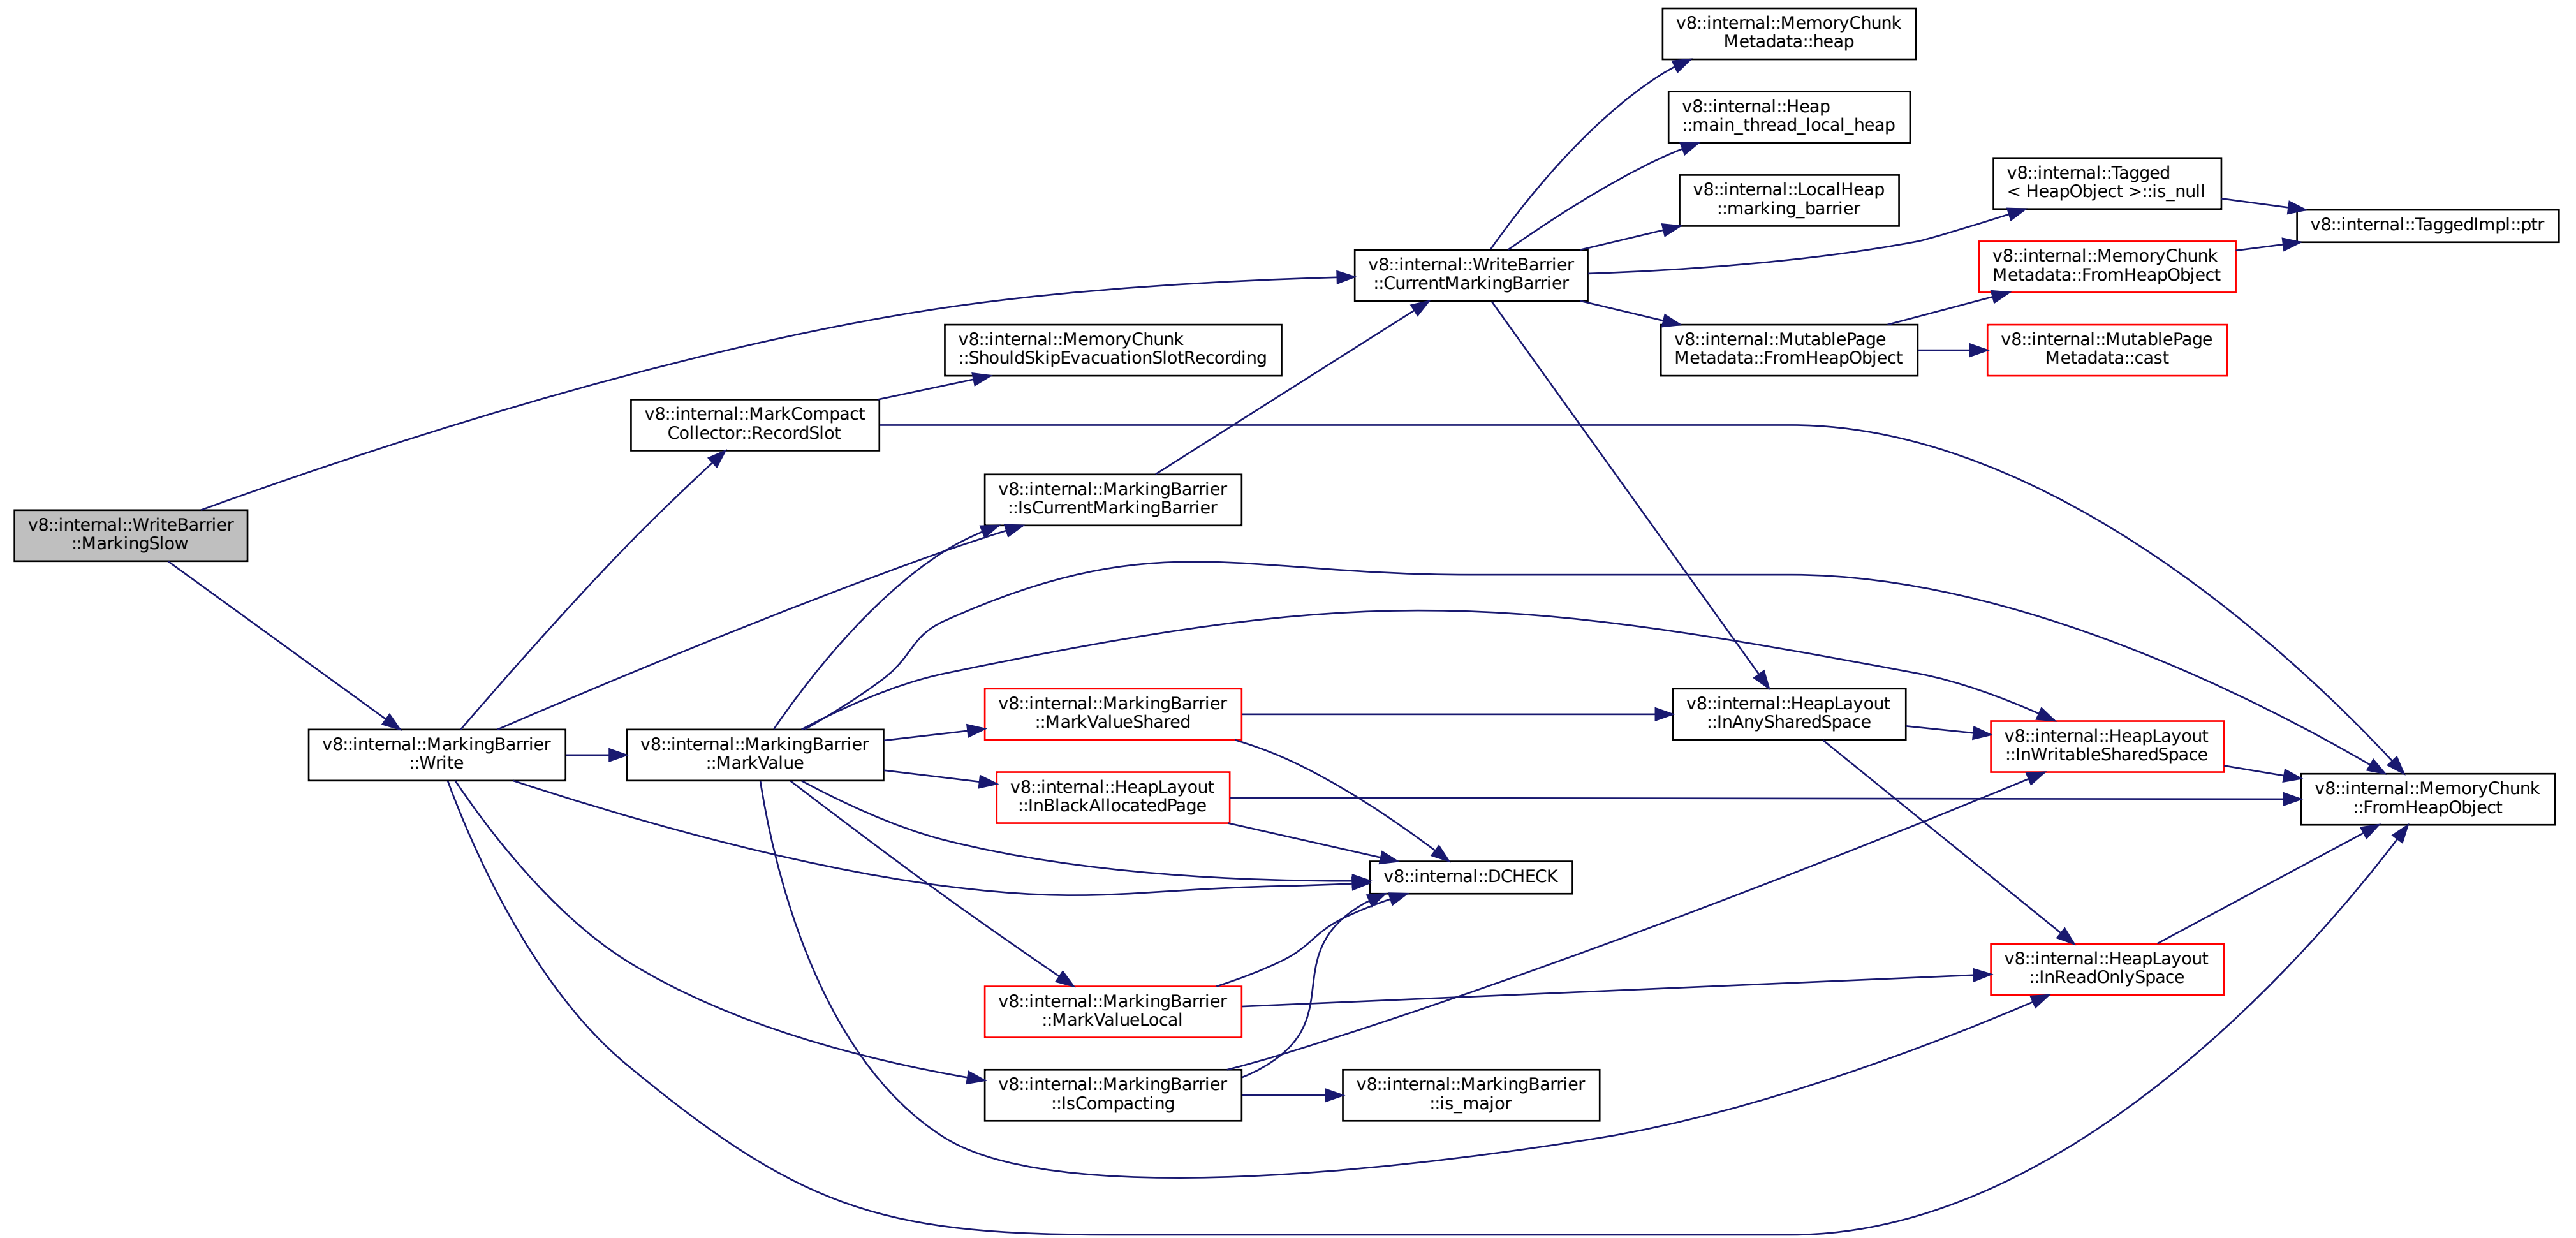 v8::internal::MemoryChunk
Metadata::heap
v8::internal::Heap
::main_thread_local_heap
v8::internal::Tagged
< HeapObject >::is_null
v8::internal::LocalHeap
::marking_barrier
v8::internal::TaggedImpl::ptr
v8::internal::WriteBarrier
::CurrentMarkingBarrier
v8::internal::MemoryChunk
Metadata::FromHeapObject
v8::internal::MemoryChunk
::ShouldSkipEvacuationSlotRecording
v8::internal::MutablePage
Metadata::FromHeapObject
v8::internal::MutablePage
Metadata::cast
v8::internal::MarkCompact
Collector::RecordSlot
v8::internal::MarkingBarrier
::IsCurrentMarkingBarrier
v8::internal::WriteBarrier
::MarkingSlow
v8::internal::MarkingBarrier
::MarkValueShared
v8::internal::HeapLayout
::InAnySharedSpace
v8::internal::HeapLayout
::InWritableSharedSpace
v8::internal::MarkingBarrier
::Write
v8::internal::MarkingBarrier
::MarkValue
v8::internal::HeapLayout
::InBlackAllocatedPage
v8::internal::MemoryChunk
::FromHeapObject
v8::internal::DCHECK
v8::internal::HeapLayout
::InReadOnlySpace
v8::internal::MarkingBarrier
::MarkValueLocal
v8::internal::MarkingBarrier
::IsCompacting
v8::internal::MarkingBarrier
::is_major